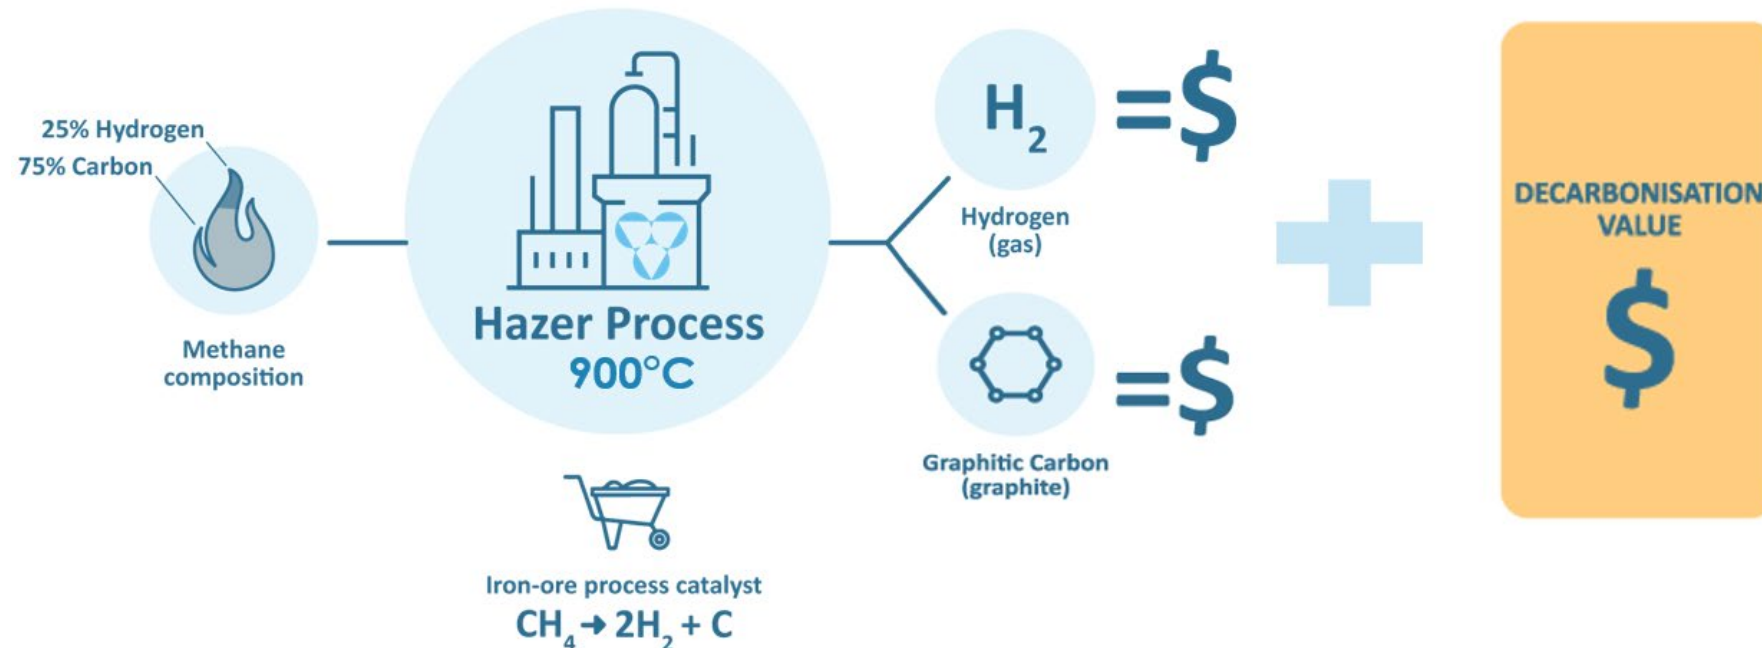 25% Hydrogen
75% Carbon
Methane
composition
Hazer Process
900°C
Iron-ore process catalyst
CH₄ → 2H₂ + C
H₂
=$
Hydrogen
(gas)
=$
Graphitic Carbon
(graphite)
DECARBONISATION
VALUE
$